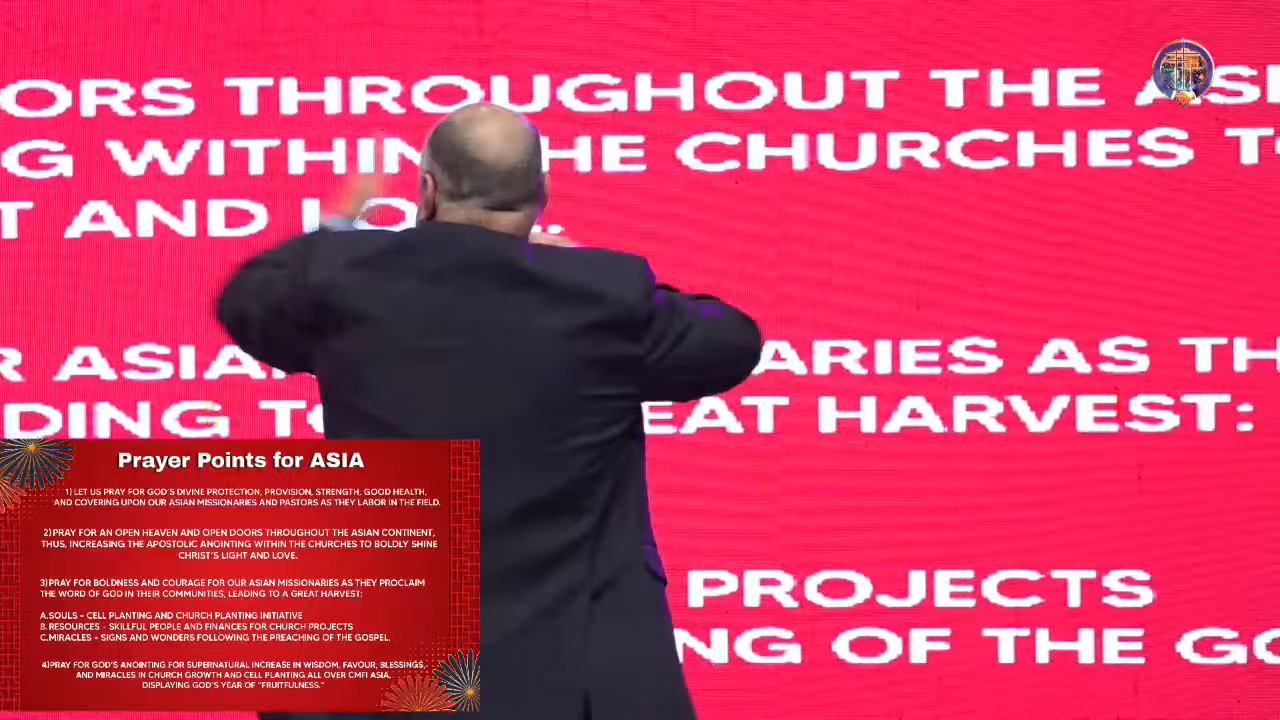 ORS THROUGHOUT THE ASI
G WITHIN THE CHURCHES T
T AND LO
R ASIA ARIES AS TH
DING T EAT HARVEST:
PROJECTS
NG OF THE GO
Prayer Points for ASIA
1) LET US PRAY FOR GOD'S DIVINE PROTECTION, PROVISION, STRENGTH, GOOD HEALTH,
AND COVERING UPON OUR ASIAN MISSIONARIES AND PASTORS AS THEY LABOR IN THE FIELD.
2)PRAY FOR AN OPEN HEAVEN AND OPEN DOORS THROUGHOUT THE ASIAN CONTINENT,
THUS, INCREASING THE APOSTOLIC ANOINTING WITHIN THE CHURCHES TO BOLDLY SHINE
CHRIST'S LIGHT AND LOVE.
3)PRAY FOR BOLDNESS AND COURAGE FOR OUR ASIAN MISSIONARIES AS THEY PROCLAIM
THE WORD OF GOD IN THEIR COMMUNITIES, LEADING TO A GREAT HARVEST:
A.SOULS - CELL PLANTING AND CHURCH PLANTING INITIATIVE
B.RESOURCES - SKILLFUL PEOPLE AND FINANCES FOR CHURCH PROJECTS
C.MIRACLES - SIGNS AND WONDERS FOLLOWING THE PREACHING OF THE GOSPEL.
4)PRAY FOR GOD'S ANOINTING FOR SUPERNATURAL INCREASE IN WISDOM, FAVOUR, BLESSINGS,
AND MIRACLES IN CHURCH GROWTH AND CELL PLANTING ALL OVER CMFI ASIA,
DISPLAYING GOD'S YEAR OF "FRUITFULNESS."